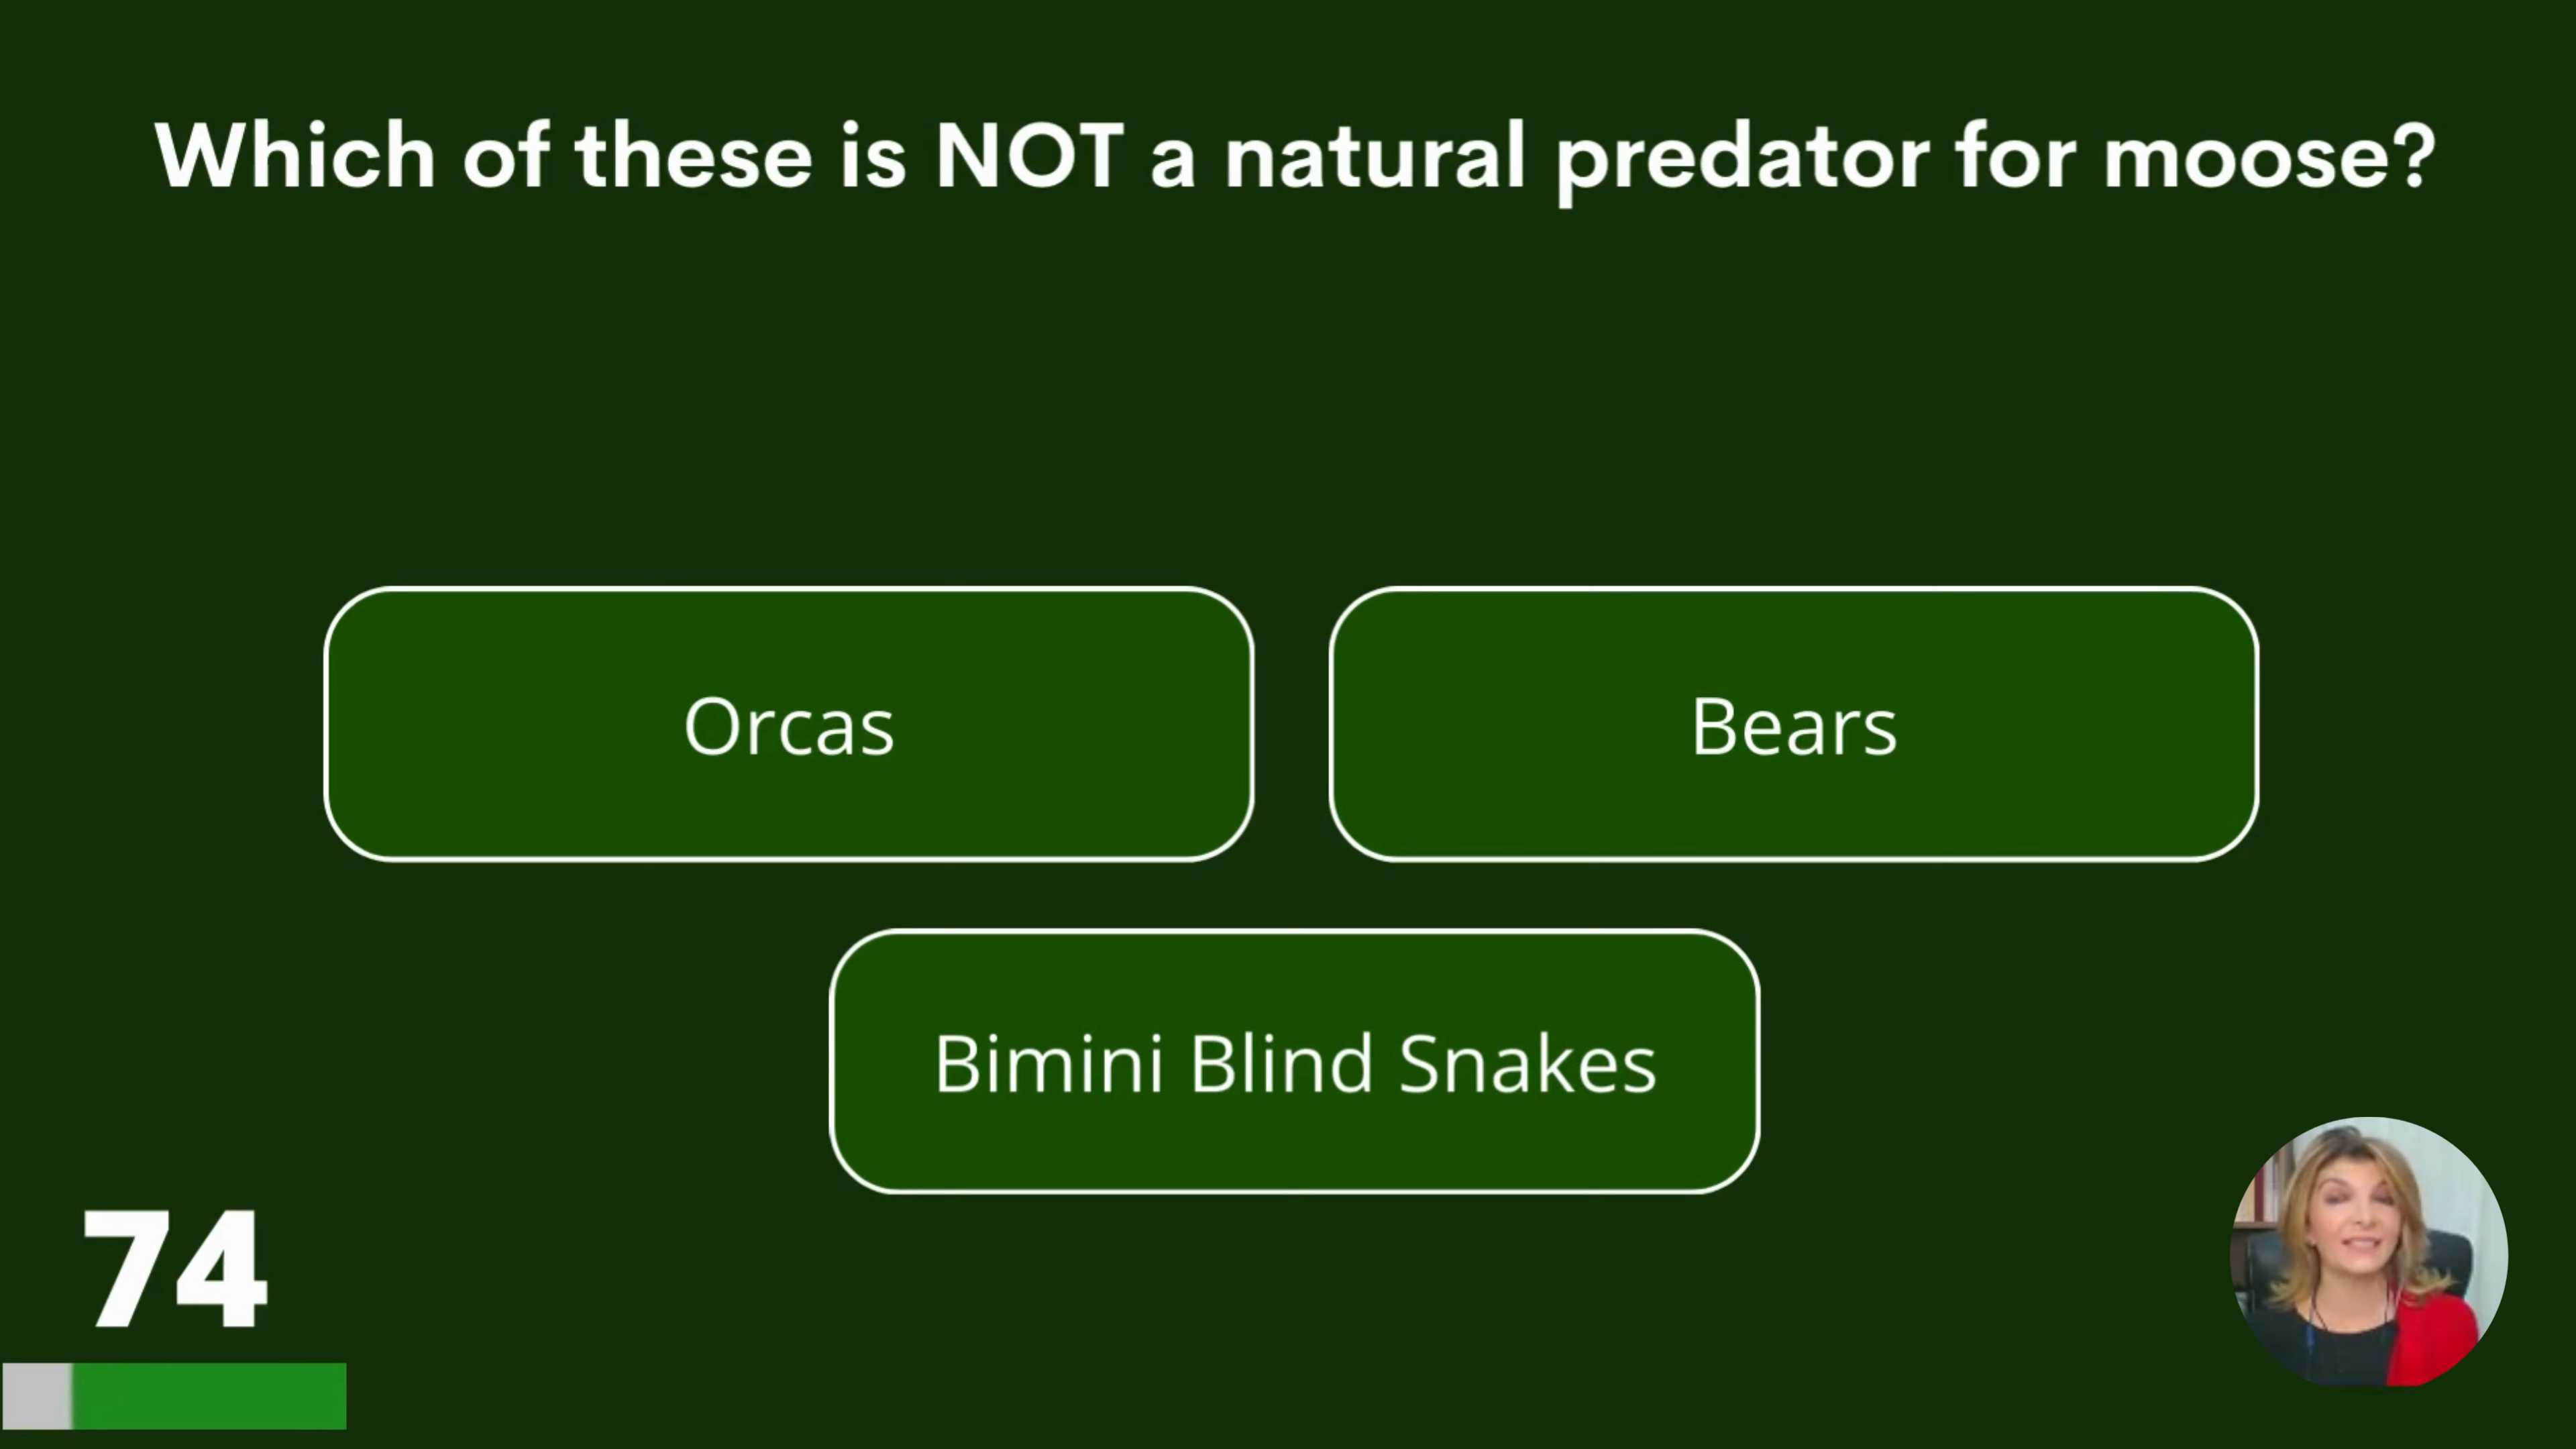 Which of these is NOT a natural predator for moose?
Orcas
Bears
Bimini Blind Snakes
74